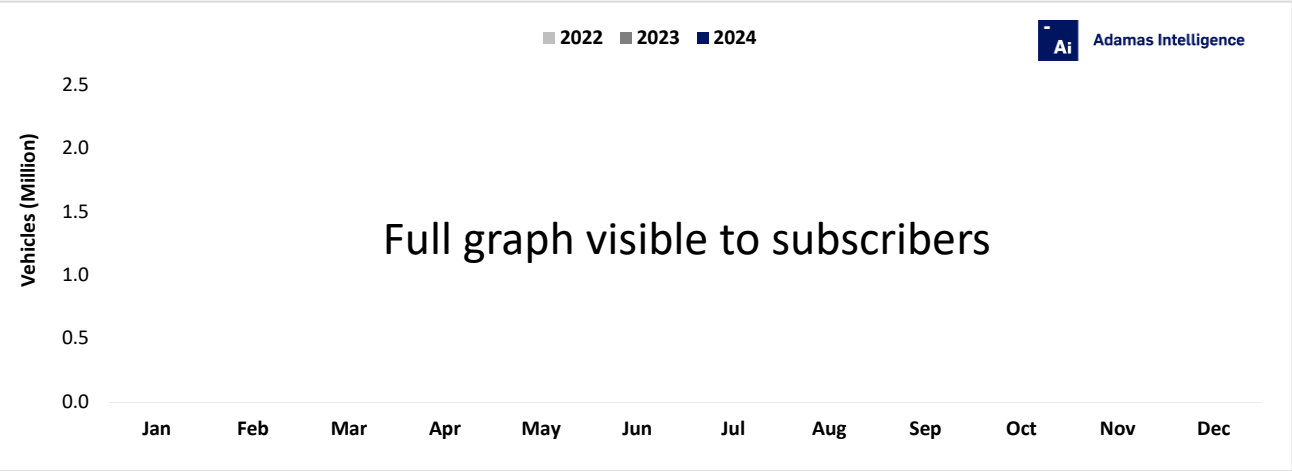 2022 2023 2024
Ai Adamas Intelligence
Vehicles (Million)
2.5
2.0
1.5
1.0
0.5
0.0
Full graph visible to subscribers
Jan Feb Mar Apr May Jun Jul Aug Sep Oct Nov Dec